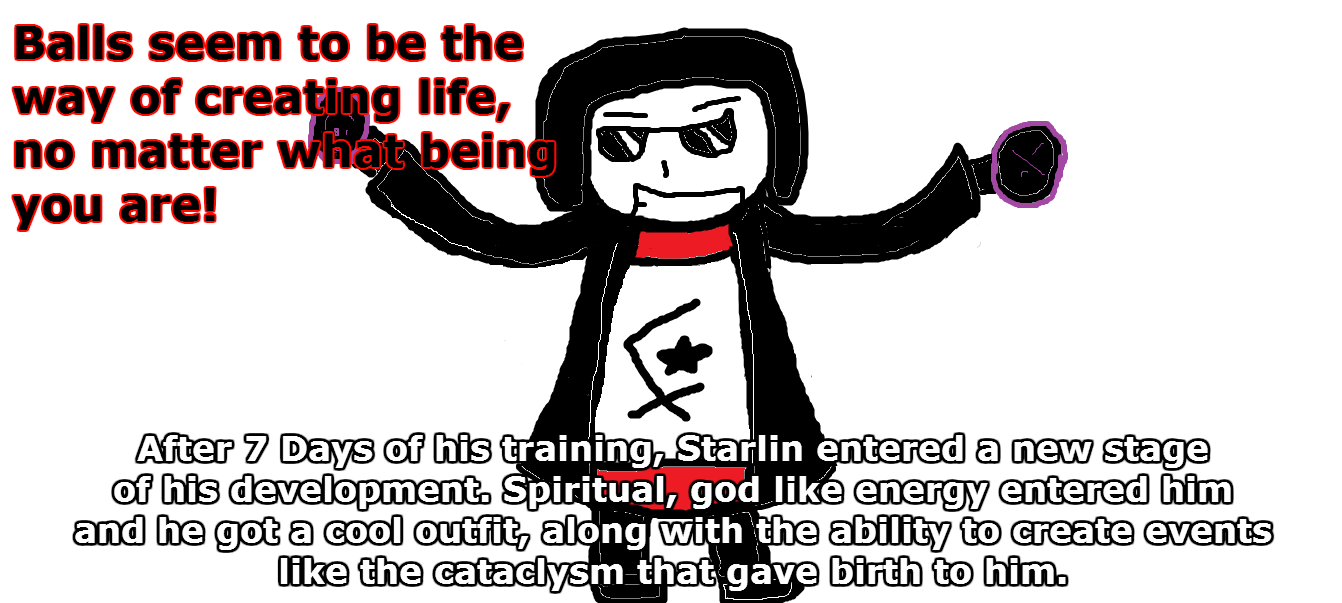 Balls seem to be the
way of creating life,
no matter what being
you are!
After 7 Days of his training, Starlin entered a new stage
of his development. Spiritual, god like energy entered him
and he got a cool outfit, along with the ability to create events
like the cataclysm that gave birth to him.